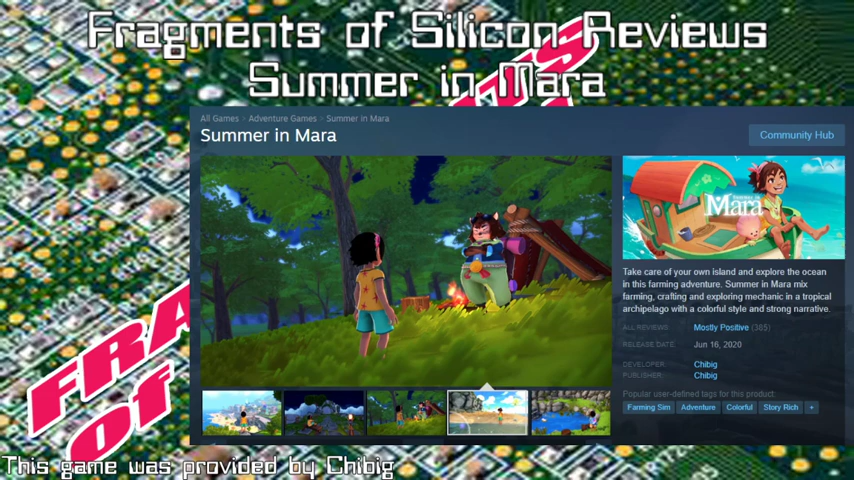 Fragments of Silicon Reviews
Summer in Mara
All Games > Adventure Games > Summer in Mara
Summer in Mara
Community Hub
Mara
Take care of your own island and explore the ocean
in this farming adventure. Summer in Mara mix
farming, crafting and exploring mechanic in a tropical
archipelago with a colorful style and strong narrative.
ALL REVIEWS: Mostly Positive (385)
RELEASE DATE: Jun 16, 2020
DEVELOPER: Chibig
PUBLISHER: Chibig
Popular user-defined tags for this product:
Farming Sim Adventure Colorful Story Rich +
FRA
of
This game was provided by Chibig